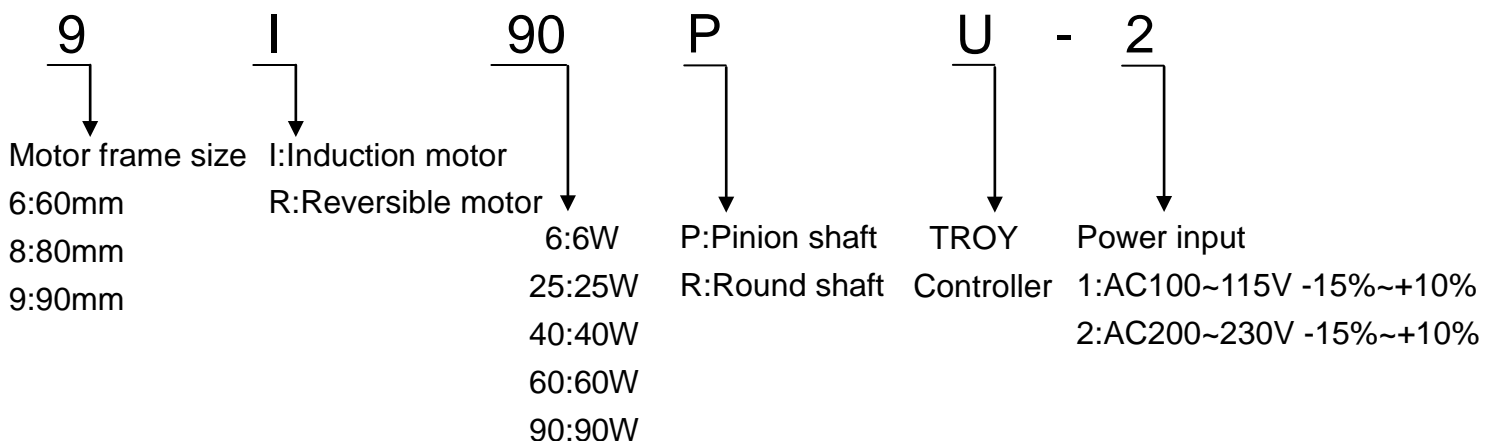 9 I 90 P U - 2
Motor frame size
6:60mm
8:80mm
9:90mm
I:Induction motor
R:Reversible motor
6:6W
25:25W
40:40W
60:60W
90:90W
P:Pinion shaft
R:Round shaft
TROY
Controller
Power input
1:AC100~115V -15%~+10%
2:AC200~230V -15%~+10%